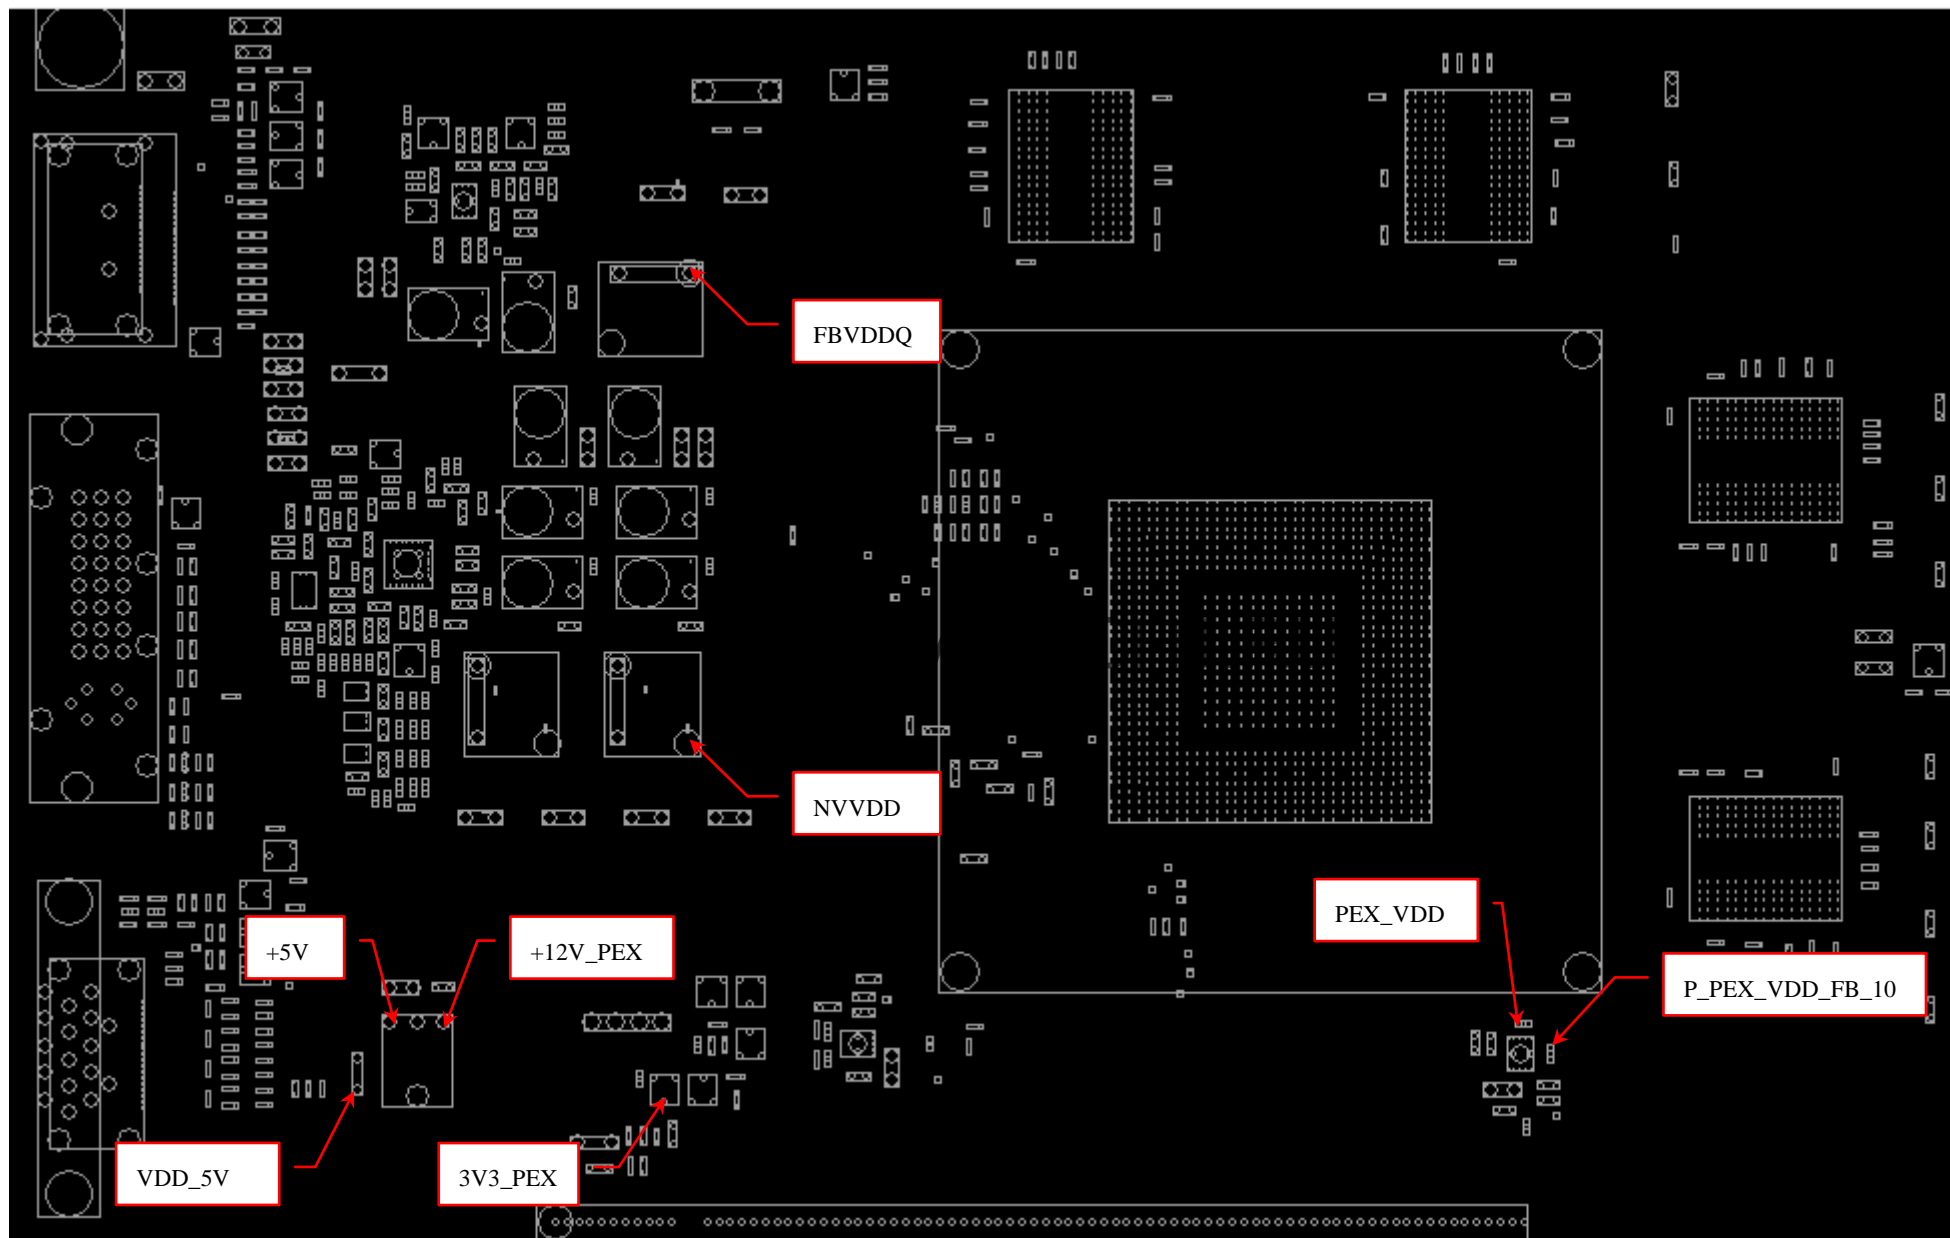 FBVDDQ
NVVDD
PEX_VDD
+5V
+12V_PEX
P_PEX_VDD_FB_10
VDD_5V
3V3_PEX